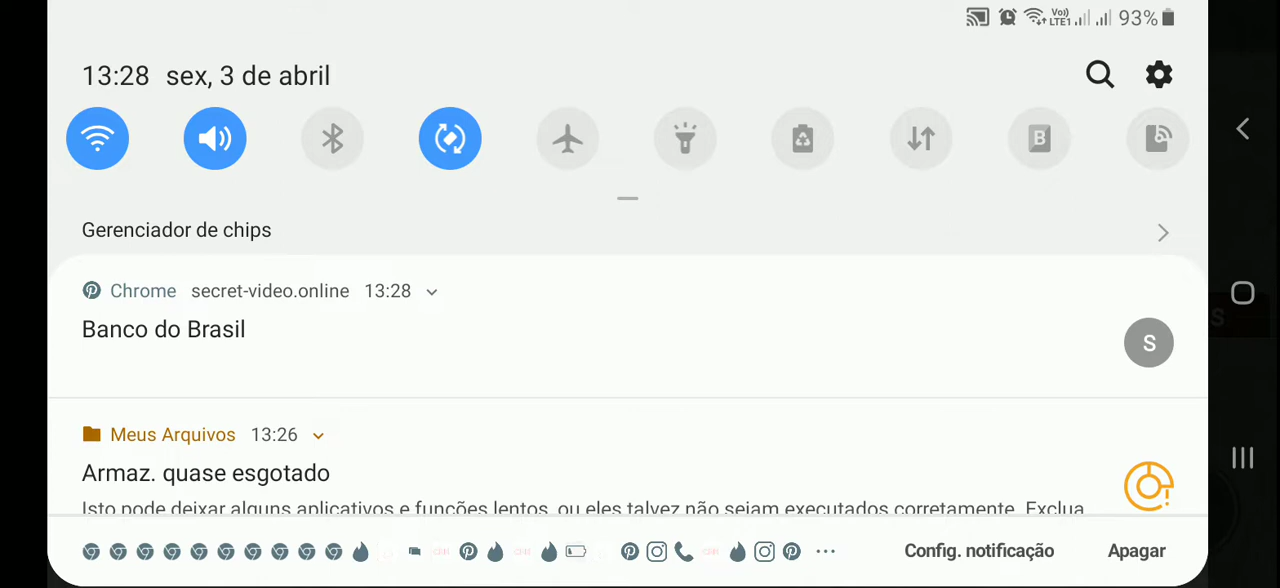 Vo)) LTE1 93%
13:28 sex, 3 de abril
B
Gerenciador de chips
Chrome secret-video.online 13:28
Banco do Brasil
S
Meus Arquivos 13:26
Armaz. quase esgotado
Isto pode deixar alguns aplicativos e funções lentos, ou eles talvez não sejam executados corretamente. Exclua
Config. notificação Apagar